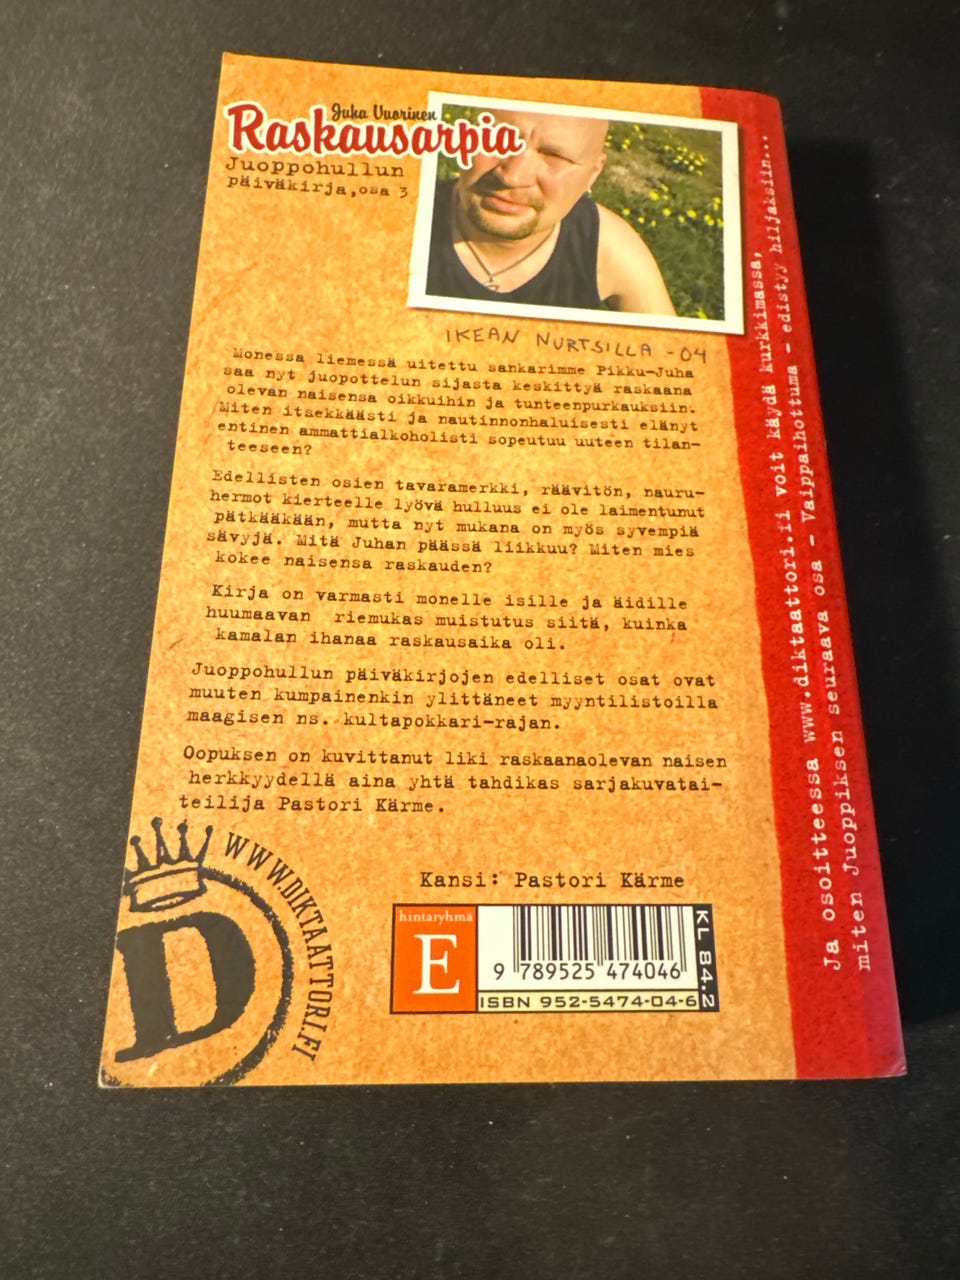 Juha Vuorinen
Raskausarpia
Juoppohullun
päiväkirja,osa 3
IKEAN NURTSILLA -04
Monessa liemessä uitettu sankarimme Pikku-Juha
saa nyt juopottelun sijasta keskittyä raskaana
olevan naisensa oikkuihin ja tunteenpurkauksiin.
Miten itsekkäästi ja nautinnonhaluisesti elänyt
entinen ammattialkoholisti sopeutuu uuteen tilan-
teeseen?
Edellisten osien tavaramerkki, räävitön, nauru-
hermot kierteelle lyövä hulluus ei ole laimentunut
pätkääkään, mutta nyt mukana on myös syvempiä
sävyjä. Mitä Juhan päässä liikkuu? Miten mies
kokee naisensa raskauden?
Kirja on varmasti monelle isille ja äidille
huumaavan riemukas muistutus siitä, kuinka
kamalan ihanaa raskausaika oli.
Juoppohullun päiväkirjojen edelliset osat ovat
muuten kumpainenkin ylittäneet myyntilistoilla
maagisen ns. kultapokkari-rajan.
Oopuksen on kuvittanut liki raskaanaolevan naisen
herkkyydellä aina yhtä tahdikas sarjakuvatai-
teilija Pastori Kärme.
WWW.DIKTAATTORI.FI
D
Kansi: Pastori Kärme
hintaryhmä
E
9 789525 474046
ISBN 952-5474-04-6
KL 84.2
Ja osoitteessa www.diktaattori.fi voit käydä kurkkimassa,
miten Juoppiksen seuraava osa - Vaippaihottuma - edistyy hiljaksiin...